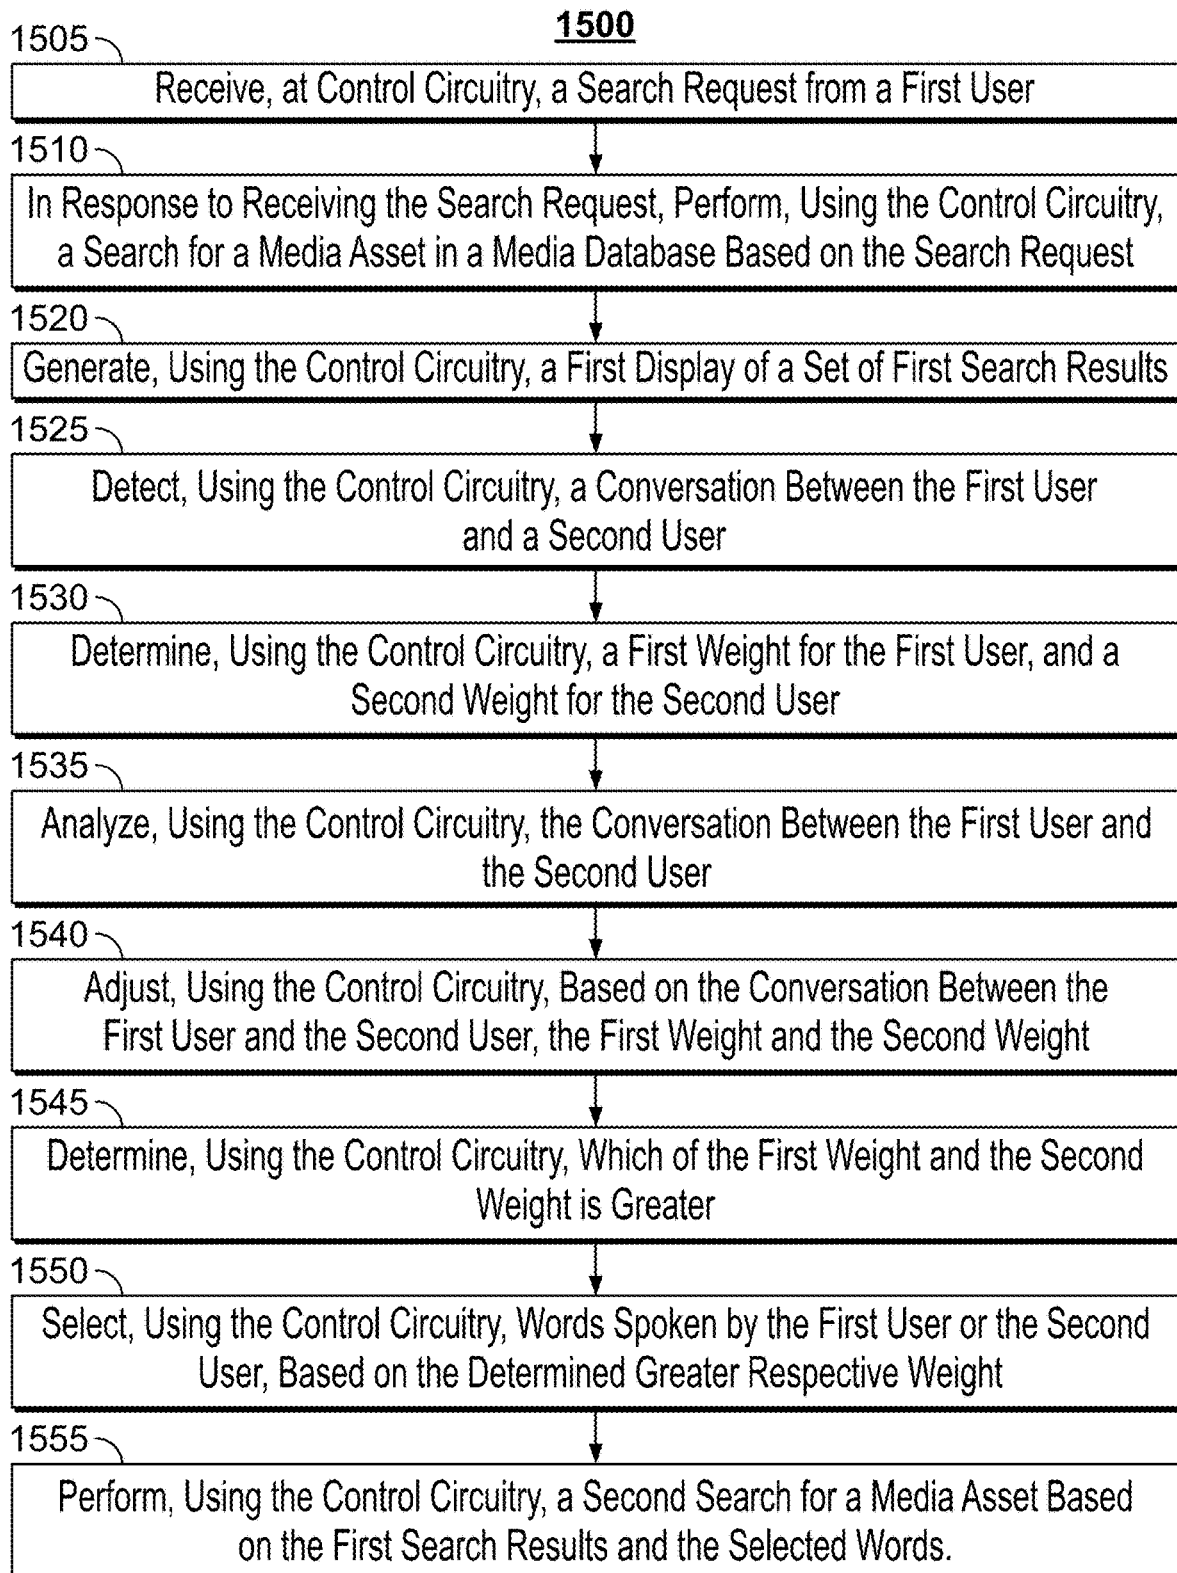 1500
1505
Receive, at Control Circuitry, a Search Request from a First User
1510
In Response to Receiving the Search Request, Perform, Using the Control Circuitry,
a Search for a Media Asset in a Media Database Based on the Search Request
1520
Generate, Using the Control Circuitry, a First Display of a Set of First Search Results
1525
Detect, Using the Control Circuitry, a Conversation Between the First User
and a Second User
1530
Determine, Using the Control Circuitry, a First Weight for the First User, and a
Second Weight for the Second User
1535
Analyze, Using the Control Circuitry, the Conversation Between the First User and
the Second User
1540
Adjust, Using the Control Circuitry, Based on the Conversation Between the
First User and the Second User, the First Weight and the Second Weight
1545
Determine, Using the Control Circuitry, Which of the First Weight and the Second
Weight is Greater
1550
Select, Using the Control Circuitry, Words Spoken by the First User or the Second
User, Based on the Determined Greater Respective Weight
1555
Perform, Using the Control Circuitry, a Second Search for a Media Asset Based
on the First Search Results and the Selected Words.